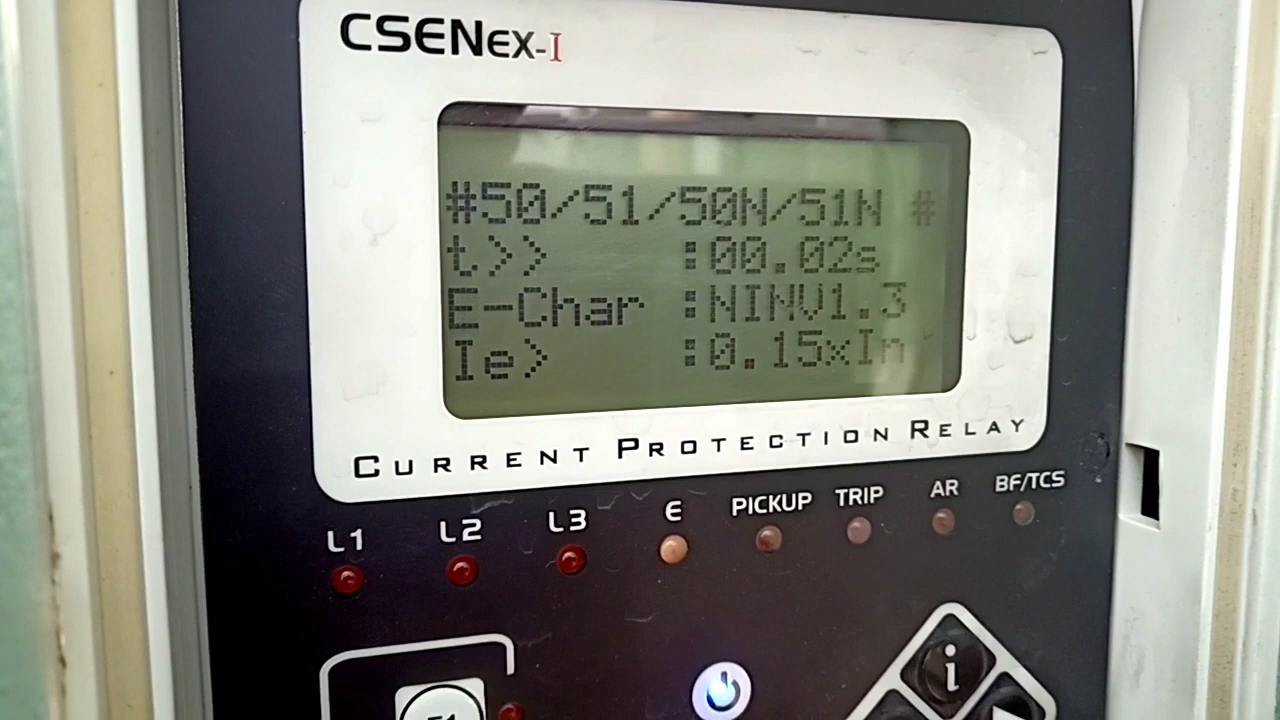 CSENEX-I
#50/51/50N/51N #
t>> :00.02s
E-Char :NINV1.3
Ie> :0.15xIn
CURRENT PROTECTION RELAY
L1 L2 L3 E PICKUP TRIP AR BF/TCS
i